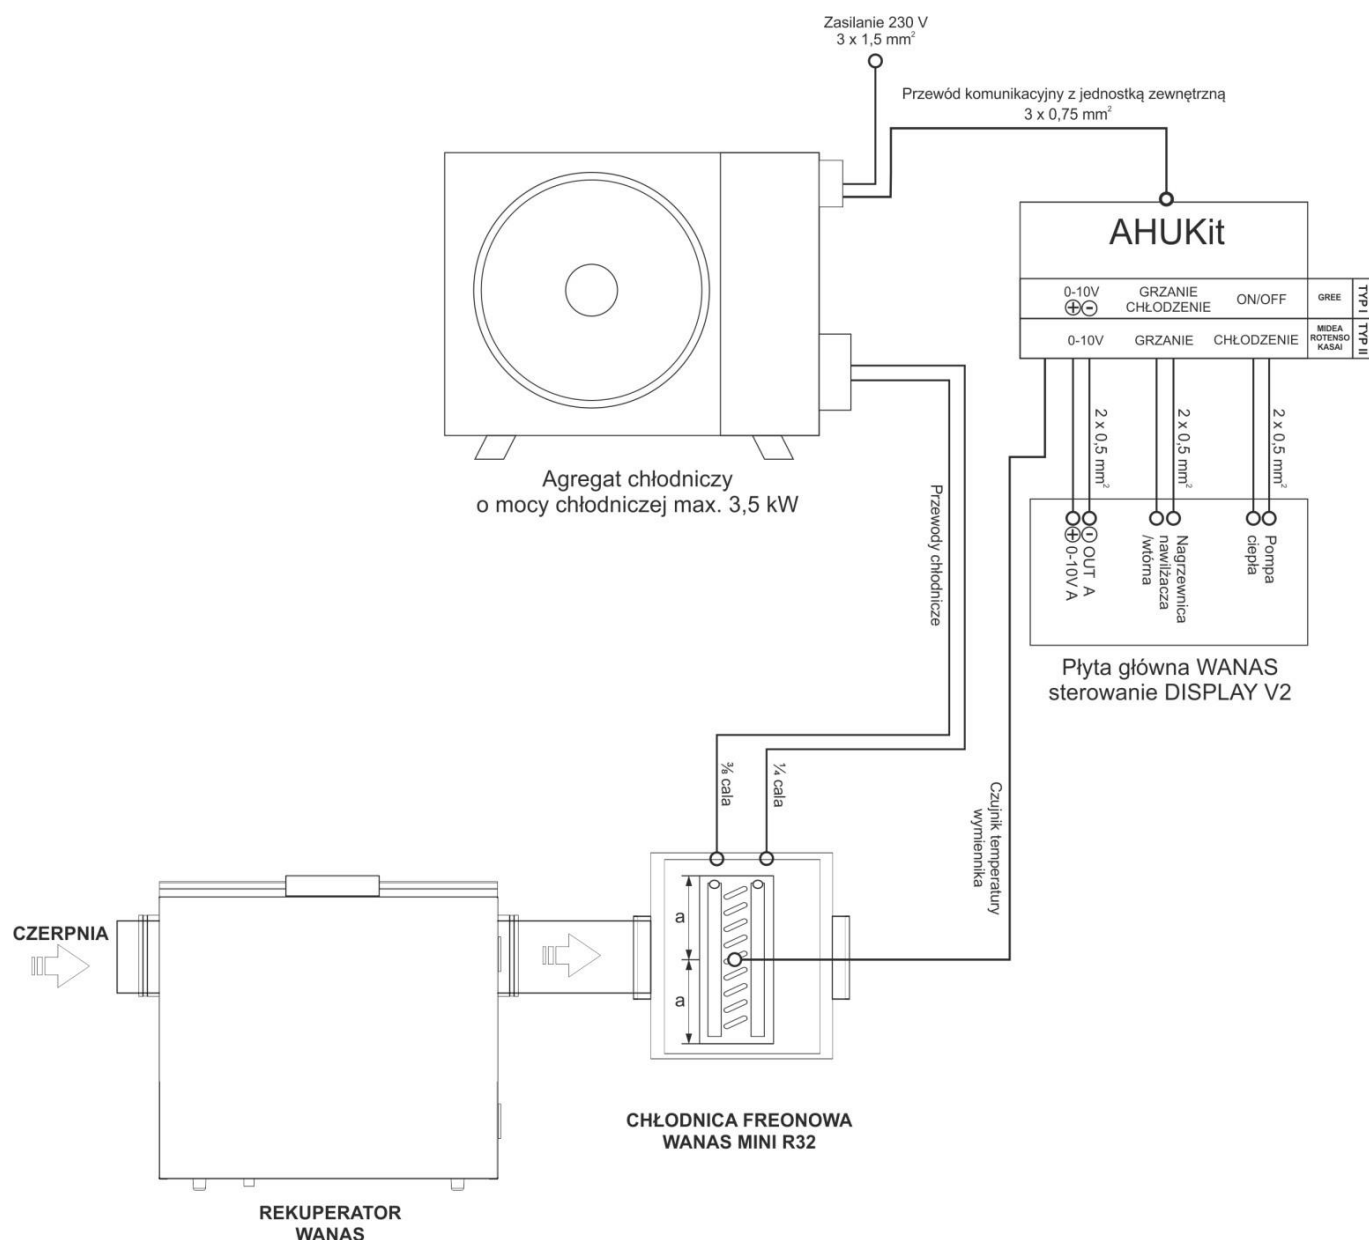 Zasilanie 230 V
3 x 1,5 mm²
Przewód komunikacyjny z jednostką zewnętrzną
3 x 0,75 mm²
AHUKit
0-10V
⊕⊖
GRZANIE
CHŁODZENIE
ON/OFF
GREE
TYP I
0-10V
GRZANIE
CHŁODZENIE
MIDEA
ROTENSO
KASAI
TYP II
2 x 0,5 mm²
2 x 0,5 mm²
2 x 0,5 mm²
⊖ OUT A
⊕ 0-10V A
Nagrzewnica
nawilżacza
/wtórna
Pompa
ciepła
Płyta główna WANAS
sterowanie DISPLAY V2
Agregat chłodniczy
o mocy chłodniczej max. 3,5 kW
Przewody chłodnicze
⅜ cala
¼ cala
Czujnik temperatury
wymiennika
CZERPNIA
a
a
CHŁODNICA FREONOWA
WANAS MINI R32
REKUPERATOR
WANAS